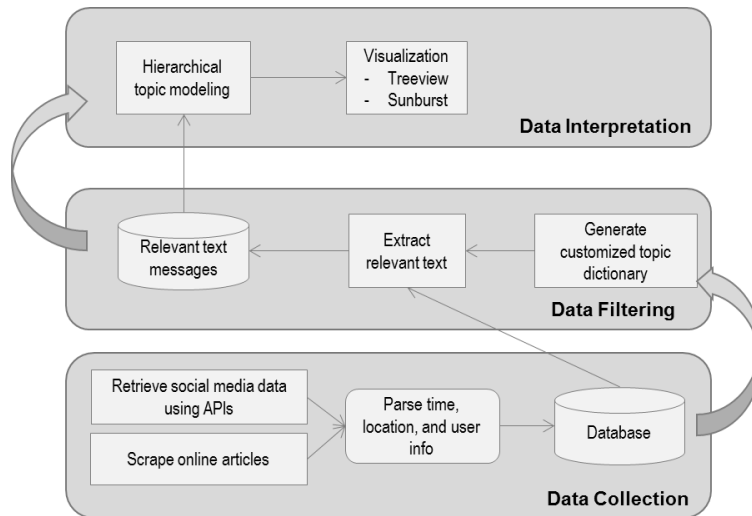 Hierarchical
topic modeling
Visualization
- Treeview
- Sunburst
Data Interpretation
Relevant text
messages
Extract
relevant text
Generate
customized topic
dictionary
Data Filtering
Retrieve social media data
using APIs
Scrape online articles
Parse time,
location, and user
info
Database
Data Collection